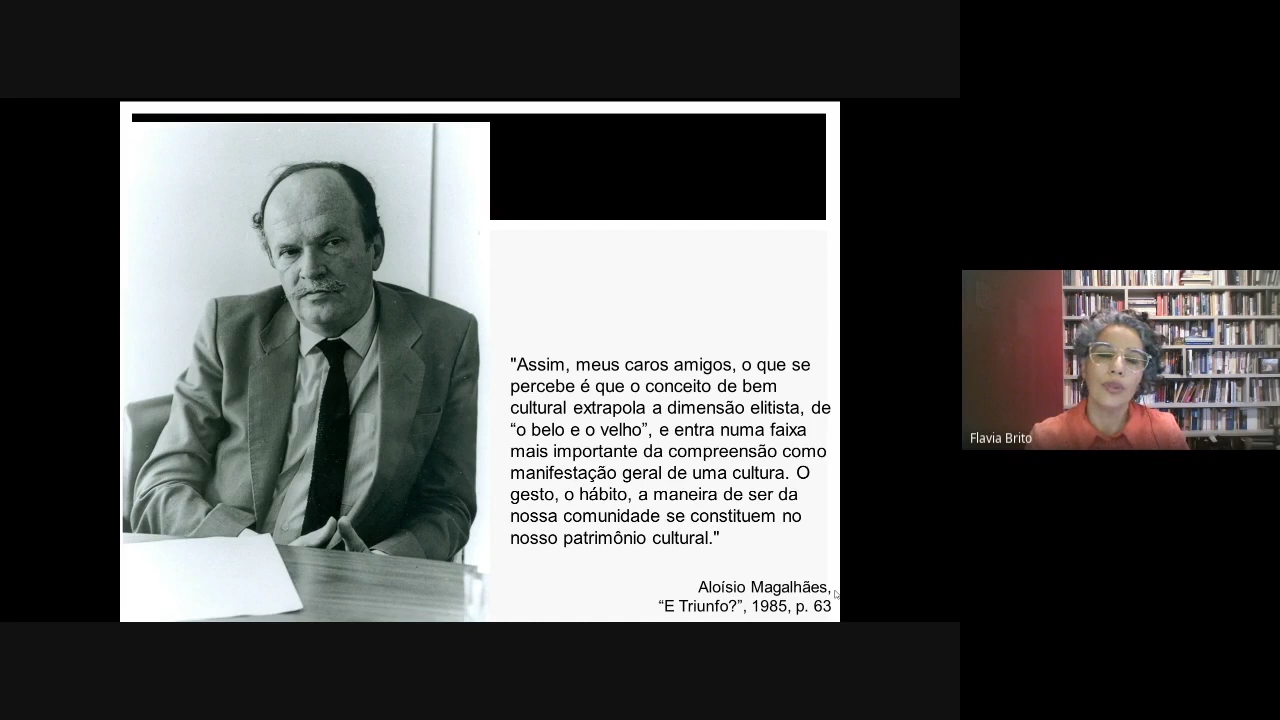 "Assim, meus caros amigos, o que se
percebe é que o conceito de bem
cultural extrapola a dimensão elitista, de
“o belo e o velho”, e entra numa faixa
mais importante da compreensão como
manifestação geral de uma cultura. O
gesto, o hábito, a maneira de ser da
nossa comunidade se constituem no
nosso patrimônio cultural."
Aloísio Magalhães,
“E Triunfo?”, 1985, p. 63
Flavia Brito